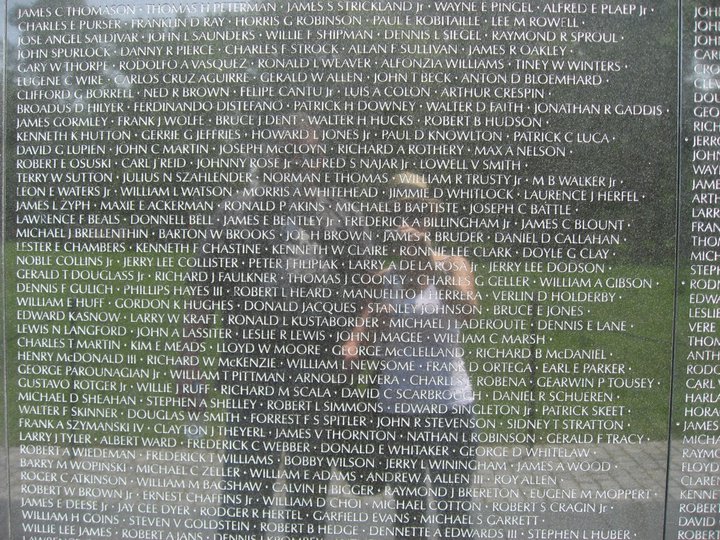 JAMES C THOMASON · THOMAS H PETERMAN · JAMES S STRICKLAND Jr · WAYNE E PINGEL · ALFRED E PLAEP Jr ·
CHARLES E PURSER · FRANKLIN D RAY · HORRIS G ROBINSON · PAUL E ROBITAILLE · LEE M ROWELL ·
JOSE ANGEL SALDIVAR · JOHN L SAUNDERS · WILLIE F SHIPMAN · DENNIS L SIEGEL · RAYMOND R SPROUL ·
JOHN SPURLOCK · DANNY R PIERCE · CHARLES F STROCK · ALLAN F SULLIVAN · JAMES R OAKLEY ·
GARY W THORPE · RODOLFO A VASQUEZ · RONALD L WEAVER · ALFONZIA WILLIAMS · TINEY W WINTERS ·
EUGENE C WIRE · CARLOS CRUZ AGUIRRE · GERALD W ALLEN · JOHN T BECK · ANTON D BLOEMHARD ·
CLIFFORD G BORRELL · NED R BROWN · FELIPE CANTU Jr · LUIS A COLON · ARTHUR CRESPIN ·
BROADUS D HILYER · FERDINANDO DISTEFANO · PATRICK H DOWNEY · WALTER D FAITH · JONATHAN R GADDIS ·
JAMES GORMLEY · FRANK J WOLFE · BRUCE J DENT · WALTER H HUCKS · ROBERT B HUDSON ·
KENNETH K HUTTON · GERRIE G JEFFRIES · HOWARD L JONES Jr · PAUL D KNOWLTON · PATRICK C LUCA ·
DAVID G LUPIEN · JOHN C MARTIN · JOSEPH McCLOSKEY · RICHARD A ROTHERY · MAX A NELSON ·
ROBERT E OSUSKI · CARL J REID · JOHNNY ROSE Jr · ALFRED S NAJAR Jr · LOWELL V SMITH ·
TERRY W SUTTON · JULIUS N SZAHLENDER · NORMAN E THOMAS · WILLIAM R TRUSTY Jr · M B WALKER Jr ·
LEON E WATERS Jr · WILLIAM L WATSON · MORRIS A WHITEHEAD · JIMMIE D WHITLOCK · LAURENCE J HERFEL ·
JAMES L ZYPH · MAXIE E ACKERMAN · RONALD P AKINS · MICHAEL B BAPTISTE · JOSEPH C BATTLE ·
LAWRENCE F BEALS · DONNELL BELL · JAMES E BENTLEY Jr · FREDERICK A BILLINGHAM Jr · JAMES C BLOUNT ·
MICHAEL J BRELLENTHIN · BARTON W BROOKS · JOE H BROWN · JAMES R BRUDER · DANIEL D CALLAHAN ·
LESTER E CHAMBERS · KENNETH F CHASTINE · KENNETH W CLAIRE · RONNIE LEE CLARK · DOYLE G CLAY ·
NOBLE COLLINS Jr · JERRY LEE COLLISTER · PETER J FILIPIAK · LARRY A DE LA ROSA · JERRY LEE DODSON ·
GERALD T DOUGLASS Jr · RICHARD J FAULKNER · THOMAS J COONEY · CHARLES G GELLER · WILLIAM A GIBSON ·
DENNIS F GULICH · PHILLIPS HAYES III · ROBERT L HEARD · MANUELITO HERRERA · VERLIN D HOLDERBY ·
WILLIAM E HUFF · GORDON K HUGHES · DONALD JACQUES · STANLEY JOHNSON · BRUCE E JONES ·
EDWARD KASNOW · LARRY W KRAFT · RONALD L KUSTABORDER · MICHAEL J LADEROUTE · DENNIS E LANE ·
LEWIS N LANGFORD · JOHN A LASSITER · LESLIE R LEWIS · JOHN J MAGEE · WILLIAM C MARSH ·
CHARLES T MARTIN · KIM E MEADS · LLOYD W MOORE · GEORGE McCLELLAND · RICHARD B McDANIEL ·
HENRY McDONALD III · RICHARD W McKENZIE · WILLIAM E NEWSOME · FRANK D ORTEGA · EARL E PARKER ·
GEORGE PAROUNAGIAN Jr · WILLIAM T PITTMAN · ARNOLD J RIVERA · CHARLES E ROBENA · GEARWIN P TOUSEY ·
GUSTAVO ROTGER Jr · WILLIE J RUFF · RICHARD M SCALA · DAVID C SCARBROUGH · DANIEL R SCHUEREN ·
MICHAEL D SHEAHAN · STEPHEN A SHELLEY · ROBERT L SIMMONS · EDWARD SINGLETON Jr · PATRICK SKEET ·
WALTER F SKINNER · DOUGLAS W SMITH · FORREST F S SPITLER · JOHN R STEVENSON · SIDNEY T STRATTON ·
FRANK A SZYMANSKI IV · CLAYTON J THEYERL · JAMES V THORNTON · NATHAN L ROBINSON · GERALD F TRACY ·
LARRY J TYLER · ALBERT WARD · FREDERICK C WEBBER · DONALD E WHITAKER · GEORGE D WHITELAW ·
ROBERT A WIEDEMAN · FREDERICK T WILLIAMS · BOBBY WILSON · JERRY L WININGHAM · JAMES A WOOD ·
BARRY M WOPINSKI · MICHAEL C ZELLER · WILLIAM E ADAMS · ANDREW A ALLEN III · ROY ALLEN ·
ROGER C ATKINSON · WILLIAM M BAGSHAW · CALVIN H BIGGER · RAYMOND J BRERETON · EUGENE M MOPPERT ·
ROBERT W BROWN Jr · ERNEST CHAFFINS Jr · WILLIAM D CHOI · MICHAEL COTTON · ROBERT S CRAGIN Jr ·
JAMES E DEESE Jr · JAY CEE DYER · RODGER R HERTEL · GARFIELD EVANS · MICHAEL S GARRETT ·
WILLIAM H GOINS · STEVEN V GOLDSTEIN · ROBERT B HEDGE · DENNETTE A EDWARDS III · STEPHEN L HUBER ·
WILLIE LEE JAMES · ROBERT A JANS ·